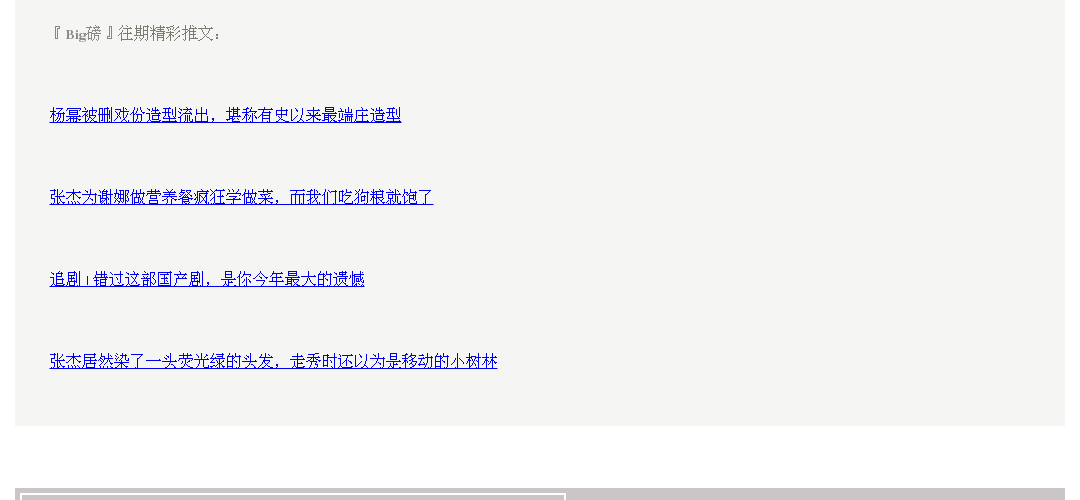 『 Big磅 』往期精彩推文：
杨幂被删戏份造型流出，堪称有史以来最端庄造型
张杰为谢娜做营养餐疯狂学做菜，而我们吃狗粮就饱了
追剧 | 错过这部国产剧，是你今年最大的遗憾
张杰居然染了一头荧光绿的头发，走秀时还以为是移动的小树林